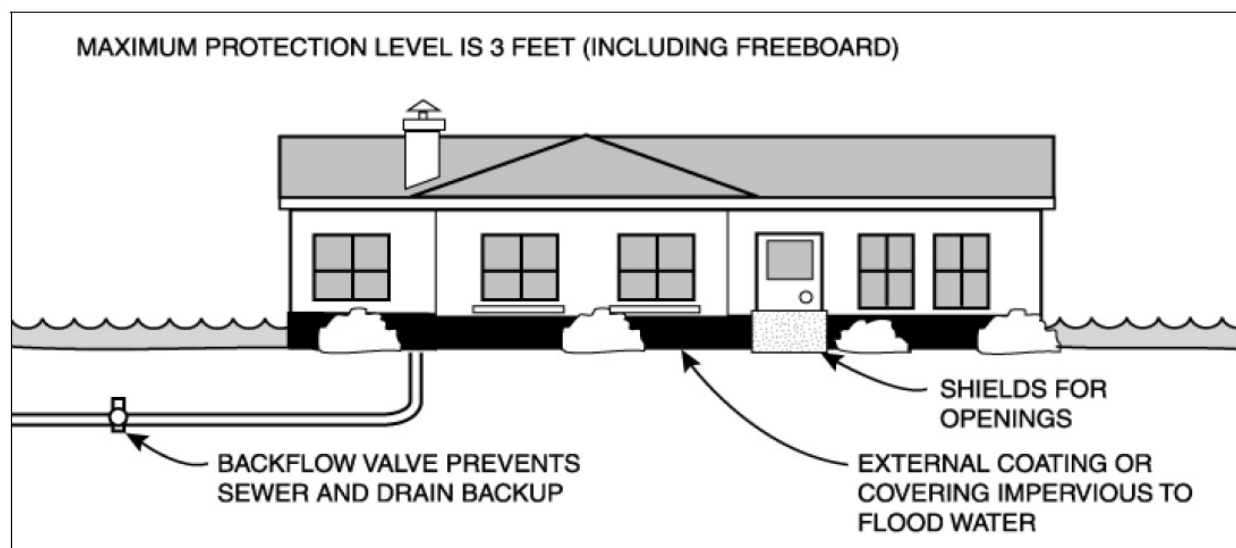 MAXIMUM PROTECTION LEVEL IS 3 FEET (INCLUDING FREEBOARD)
SHIELDS FOR
OPENINGS
BACKFLOW VALVE PREVENTS
SEWER AND DRAIN BACKUP
EXTERNAL COATING OR
COVERING IMPERVIOUS TO
FLOOD WATER